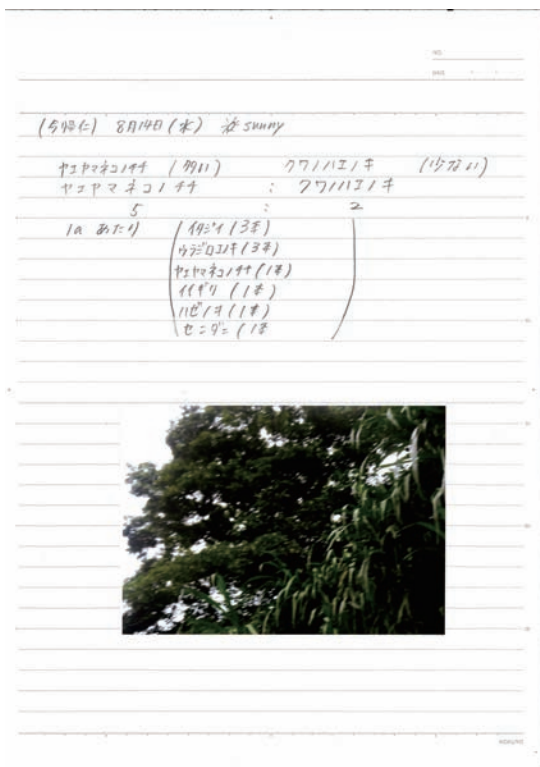 NO.
DATE
8月14日(水) sunny
ヤエヤマネコノチチ (多い) クワノハエノキ (少ない)
ヤエヤマネコノチチ : クワノハエノキ
5 : 2
1a あたり イタジイ (3本)
ウラジロエノキ (3本)
ヤエヤマネコノチチ (1本)
イイギリ (1本)
ハゼノキ (1本)
センダン (1本
KOKUYO